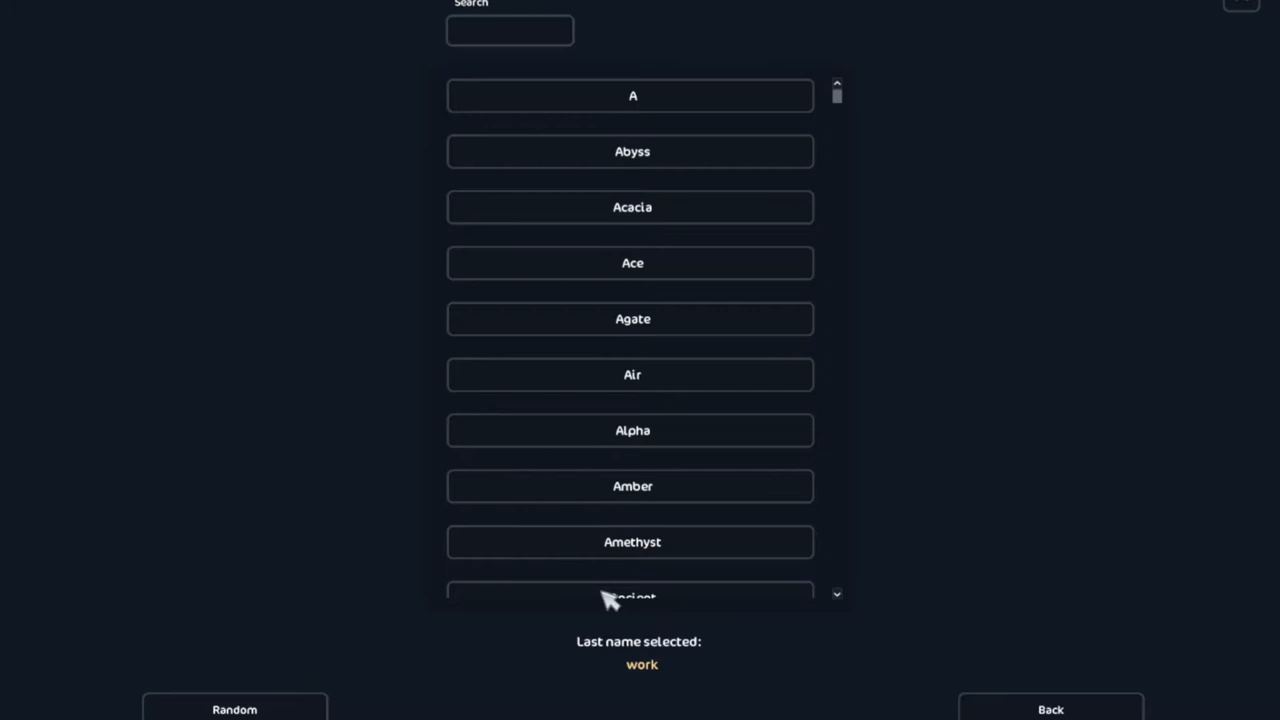 Search
A
Abyss
Acacia
Ace
Agate
Air
Alpha
Amber
Amethyst
Last name selected:
work
Random
Back